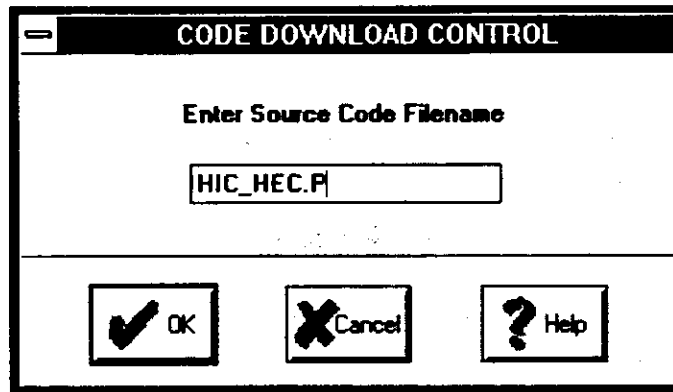 CODE DOWNLOAD CONTROL
Enter Source Code Filename
HIC_HEC.P
OK Cancel Help